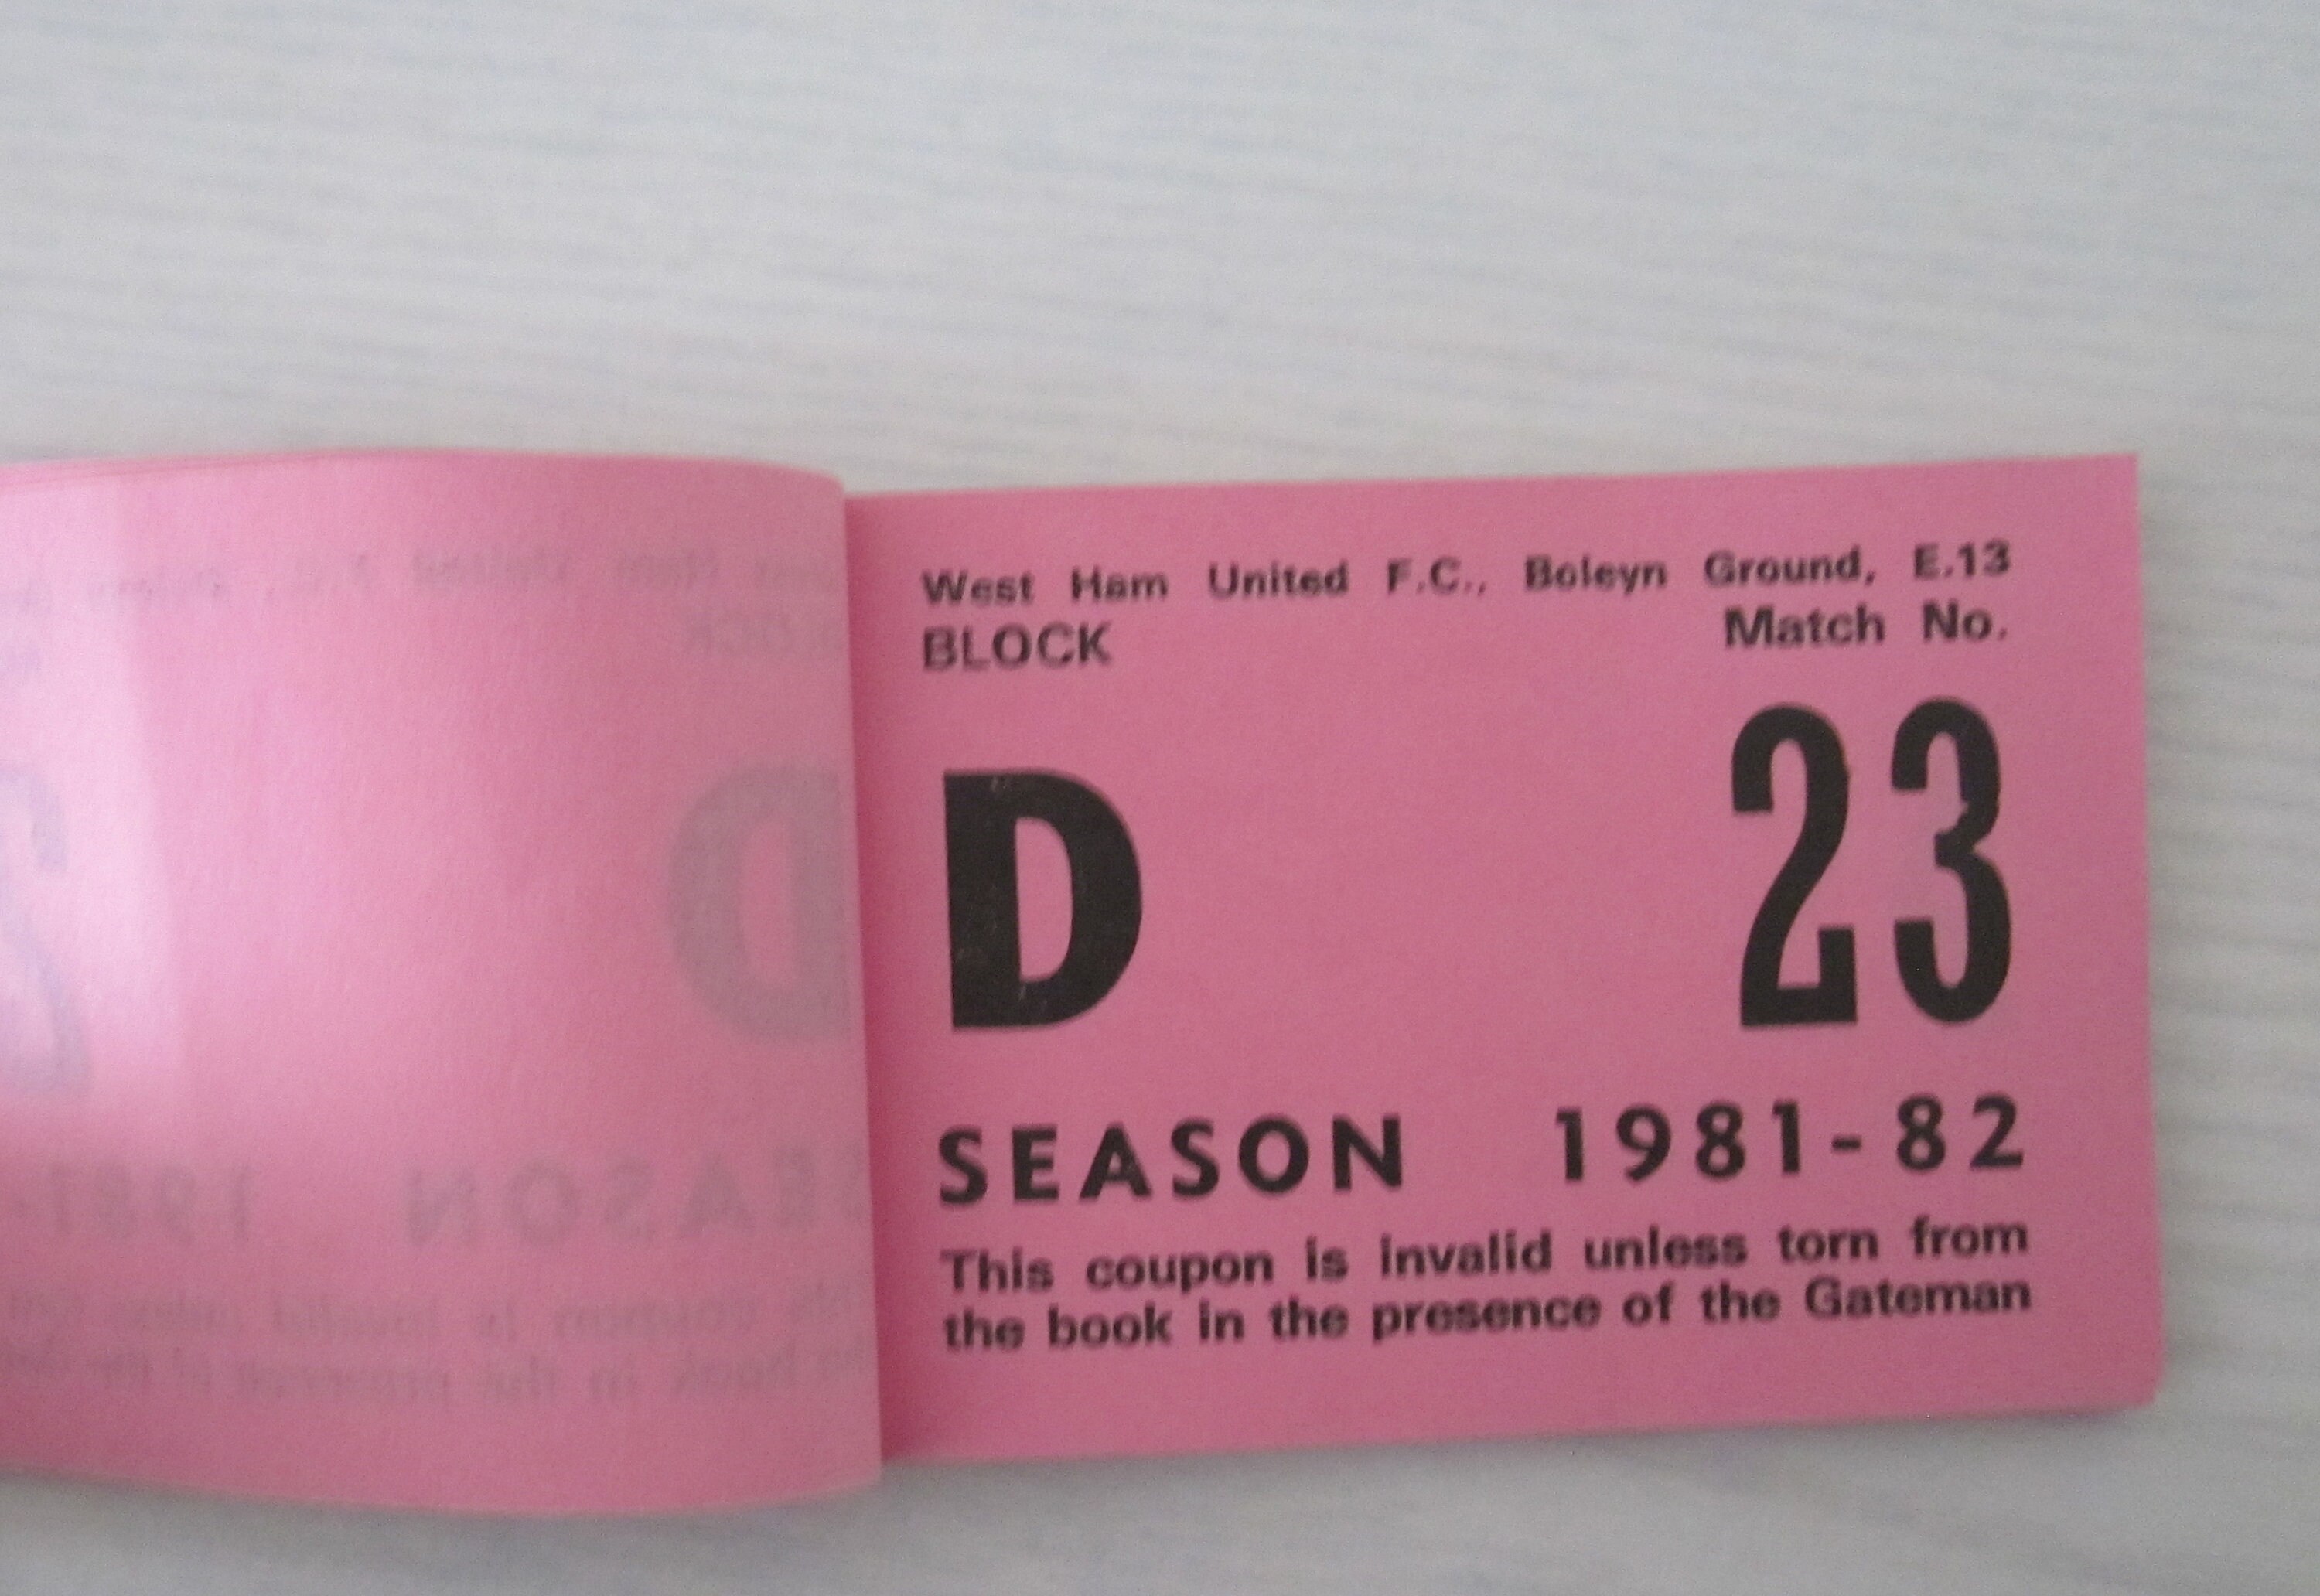 West Ham United F.C., Boleyn Ground, E.13
BLOCK Match No.
D 23
SEASON 1981-82
This coupon is invalid unless torn from
the book in the presence of the Gateman